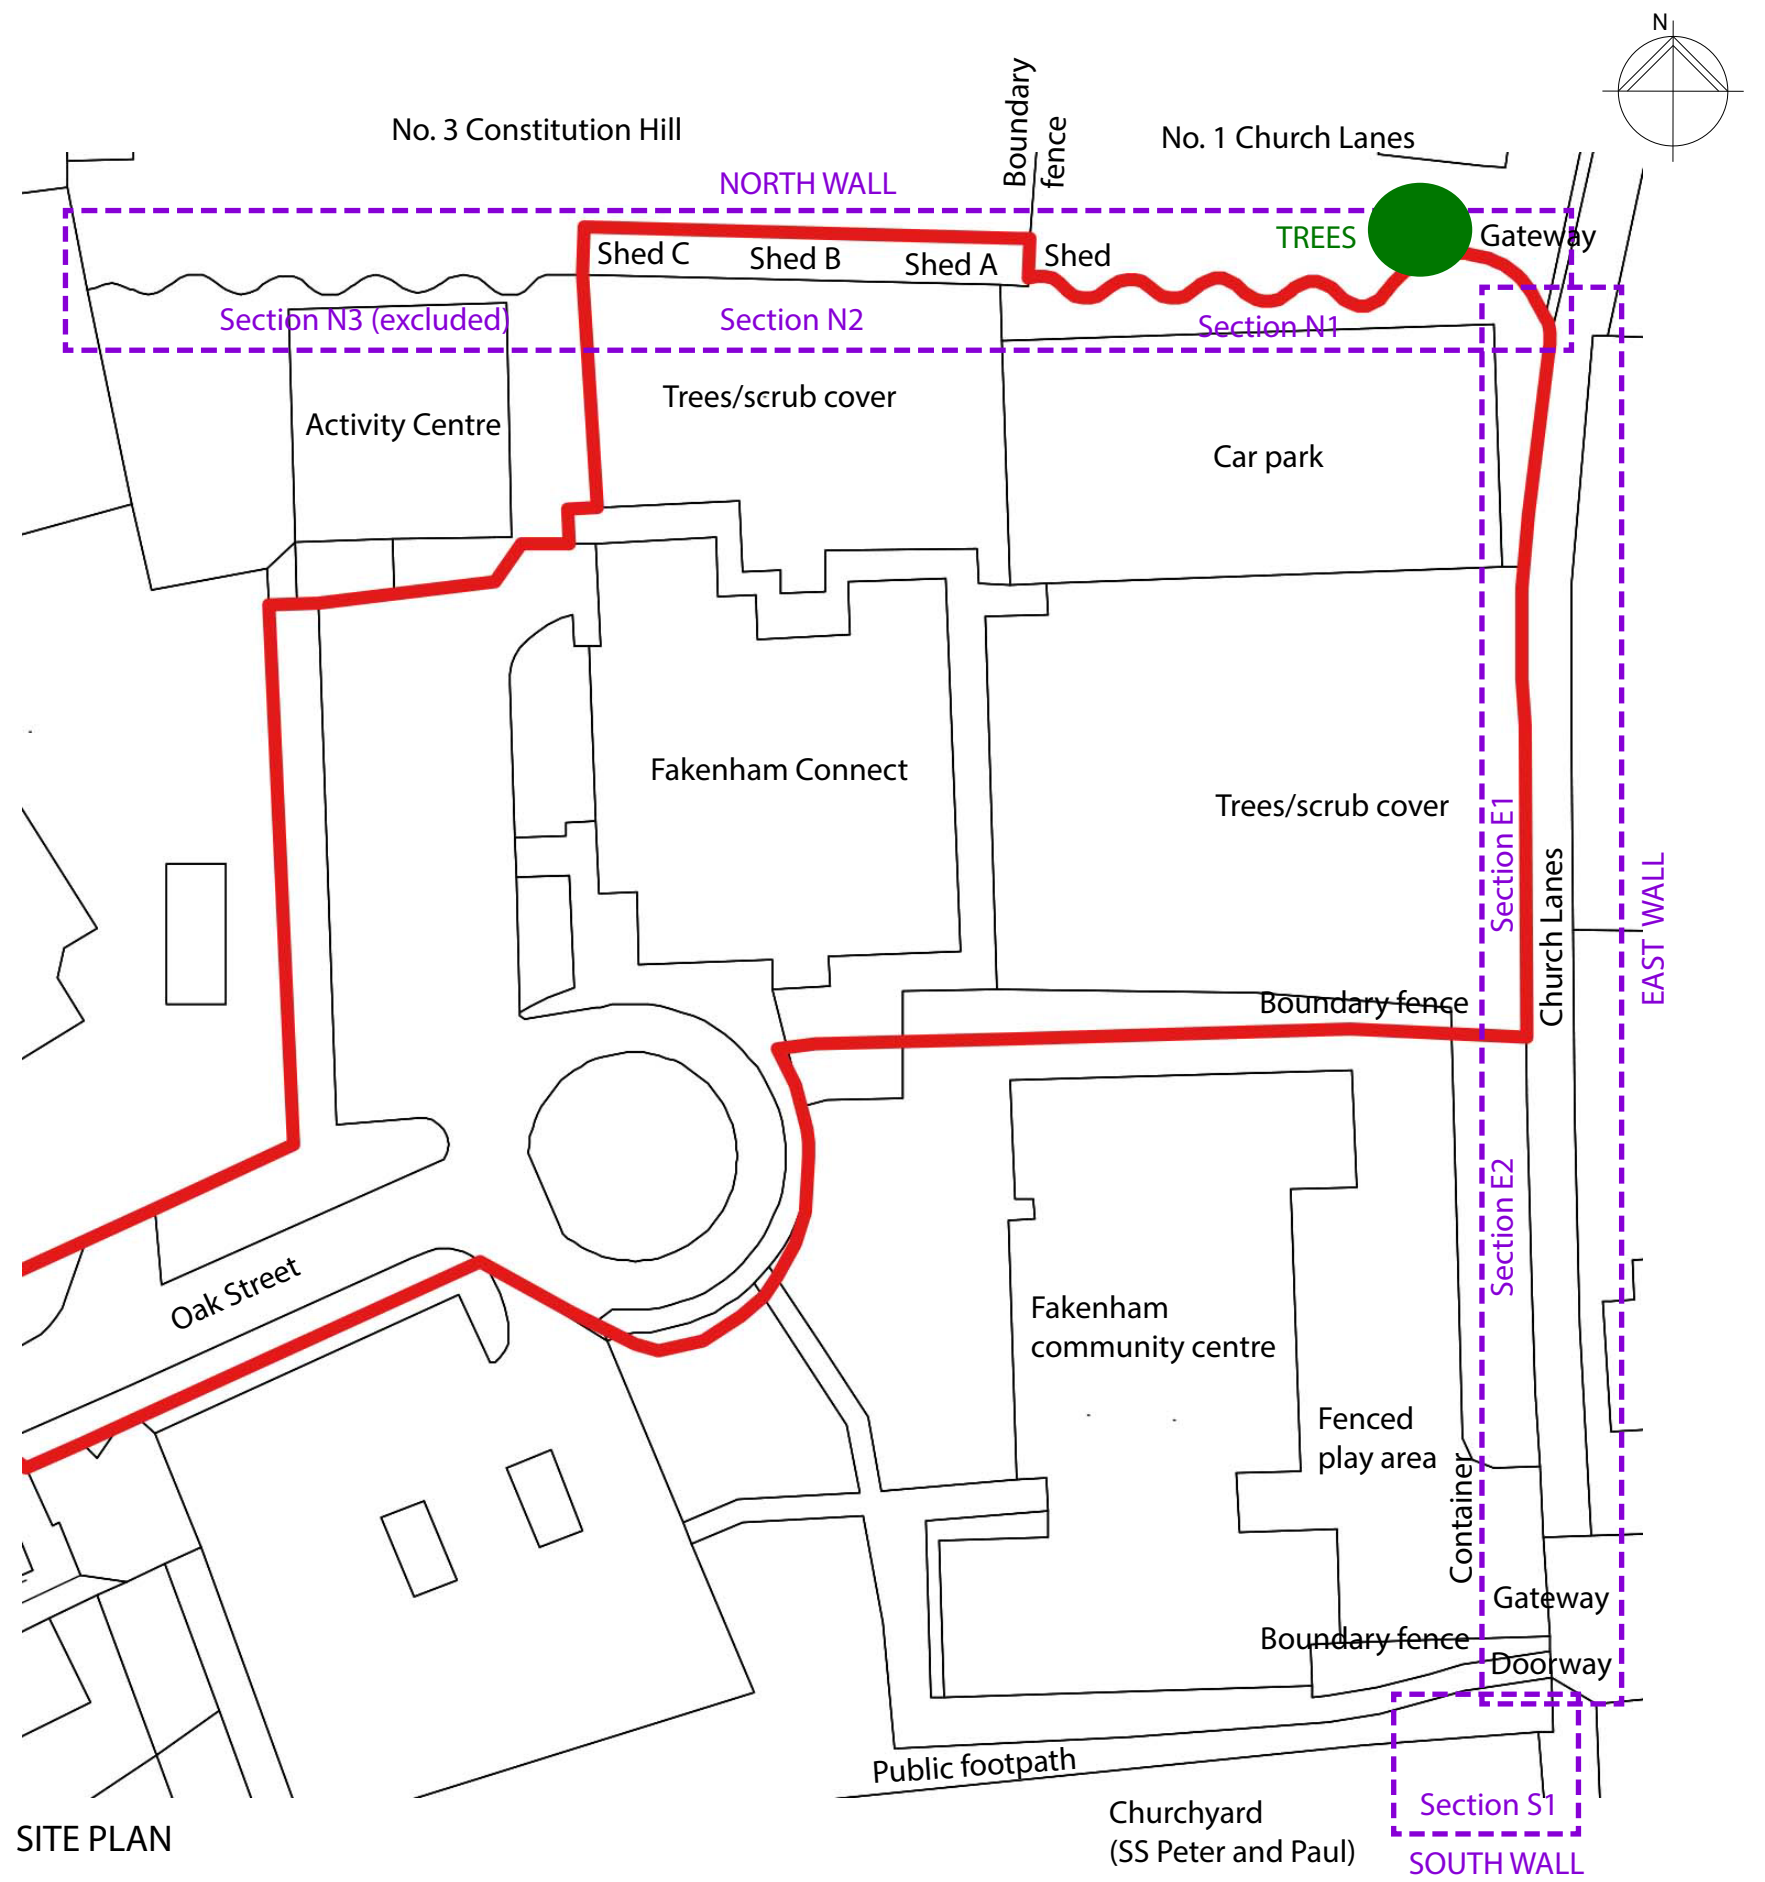 N
No. 3 Constitution Hill
Boundary
fence
No. 1 Church Lanes
NORTH WALL
TREES
Gateway
Shed C
Shed B
Shed A
Shed
Section N3 (excluded)
Section N2
Section N1
Activity Centre
Trees/scrub cover
Car park
Fakenham Connect
Trees/scrub cover
Section E1
Church Lanes
EAST WALL
Boundary fence
Section E2
Oak Street
Fakenham
community centre
Fenced
play area
Container
Gateway
Boundary fence
Doorway
Public footpath
Section S1
Churchyard
(SS Peter and Paul)
SITE PLAN
SOUTH WALL